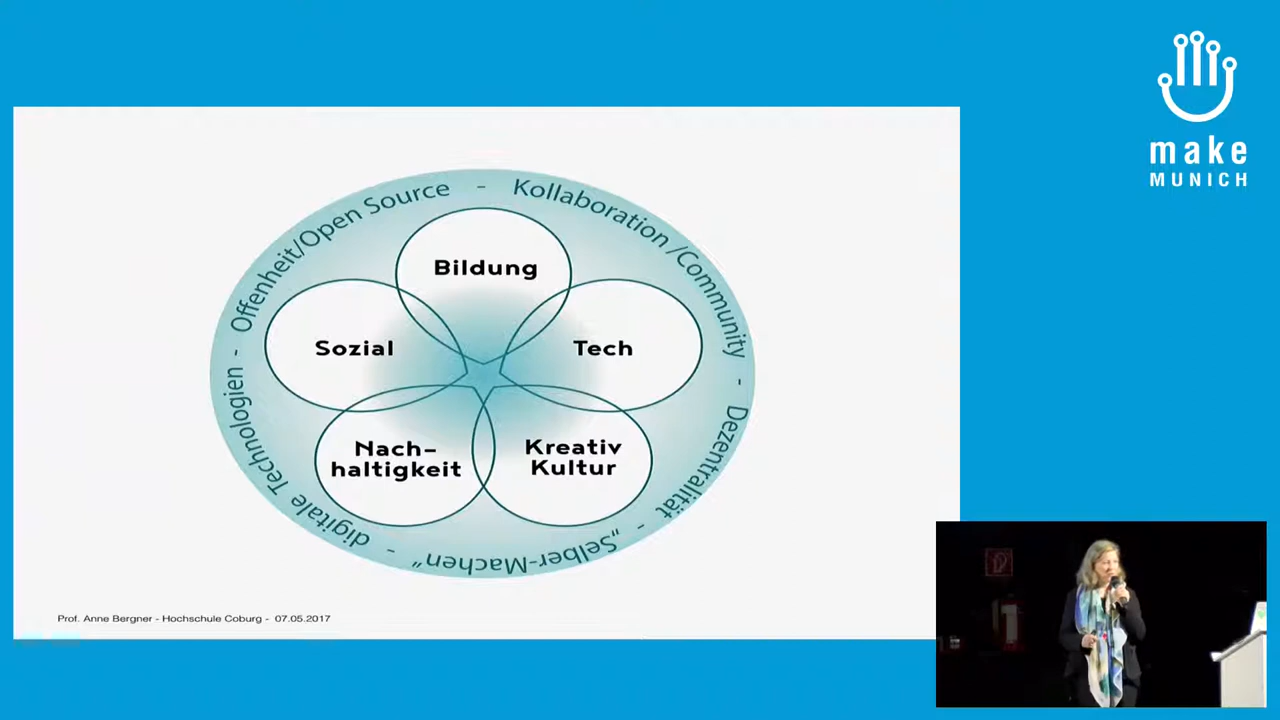 make
MUNICH
Offenheit/Open Source - Kollaboration /Community - Dezentralität - „Selber-Machen“ - digitale Technologien -
Bildung
Sozial
Tech
Nach-
haltigkeit
Kreativ
Kultur
Prof. Anne Bergner - Hochschule Coburg - 07.05.2017